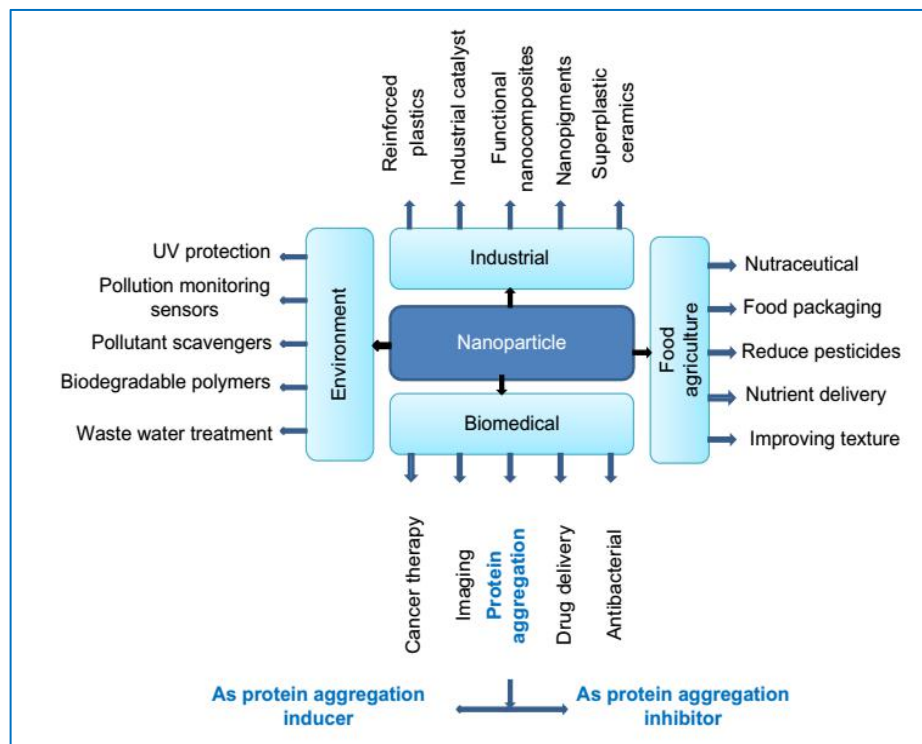 Reinforced
plastics
Industrial catalyst
Functional
nanocomposites
Nanopigments
Superplastic
ceramics
Industrial
UV protection
Pollution monitoring
sensors
Pollutant scavengers
Biodegradable polymers
Waste water treatment
Environment
Nanoparticle
Food
agriculture
Nutraceutical
Food packaging
Reduce pesticides
Nutrient delivery
Improving texture
Biomedical
Cancer therapy
Imaging
Protein
aggregation
Drug delivery
Antibacterial
As protein aggregation
inducer
As protein aggregation
inhibitor